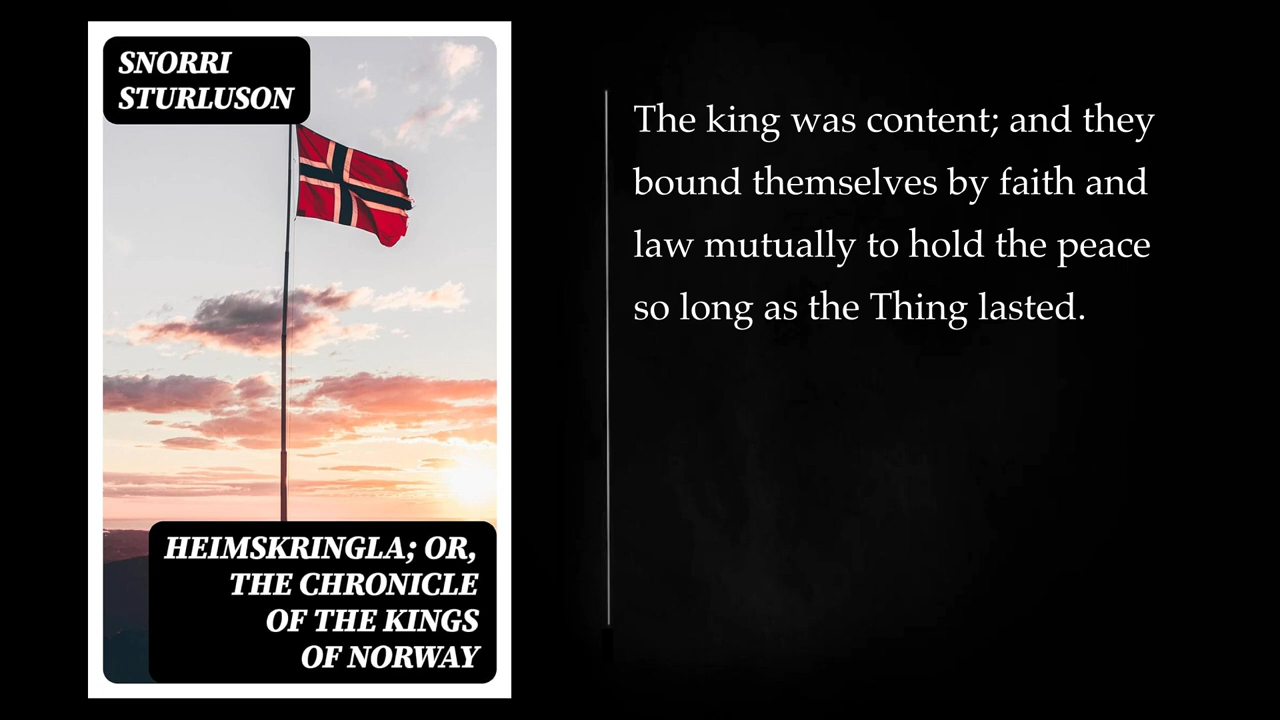 SNORRI
STURLUSON
HEIMSKRINGLA; OR,
THE CHRONICLE
OF THE KINGS
OF NORWAY
The king was content; and they
bound themselves by faith and
law mutually to hold the peace
so long as the Thing lasted.